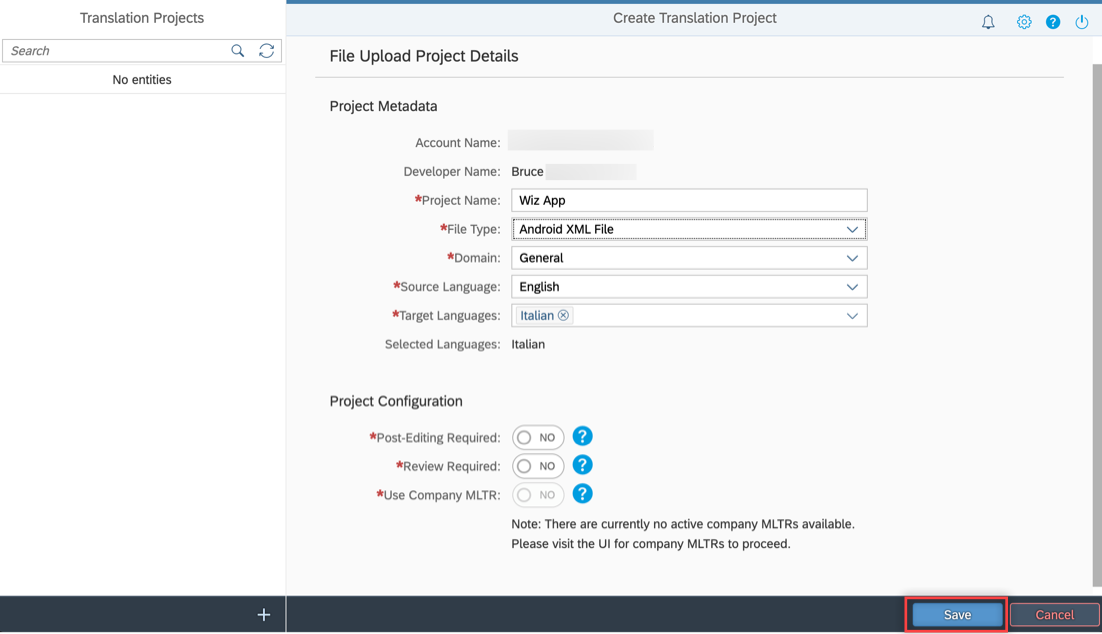 Translation Projects
Create Translation Project
Search
No entities
File Upload Project Details
Project Metadata
Account Name:
Developer Name: Bruce
*Project Name: Wiz App
*File Type: Android XML File
*Domain: General
*Source Language: English
*Target Languages: Italian
Selected Languages: Italian
Project Configuration
*Post-Editing Required: NO ?
*Review Required: NO ?
*Use Company MLTR: NO ?
Note: There are currently no active company MLTRs available.
Please visit the UI for company MLTRs to proceed.
Save
Cancel